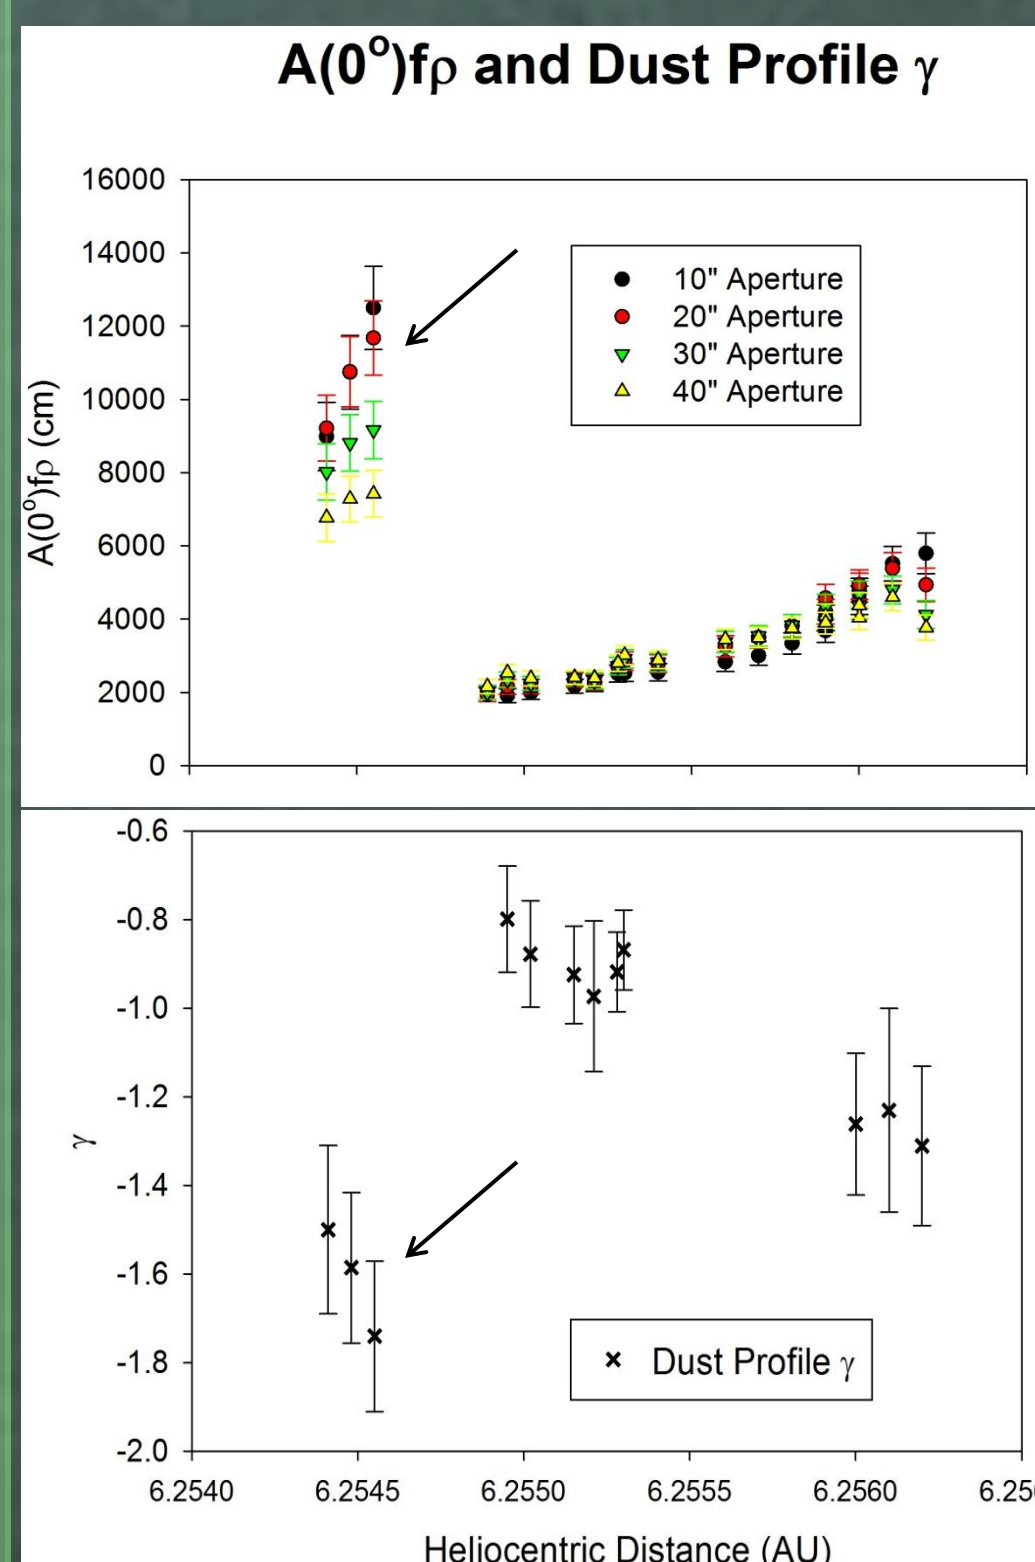 A(0°)fρ and Dust Profile γ
16000
14000
12000
10000
8000
6000
4000
2000
0
A(0°)fρ (cm)
10" Aperture
20" Aperture
30" Aperture
40" Aperture
-0.6
-0.8
-1.0
-1.2
-1.4
-1.6
-1.8
-2.0
γ
Dust Profile γ
6.2540 6.2545 6.2550 6.2555 6.2560
Heliocentric Distance (AU)